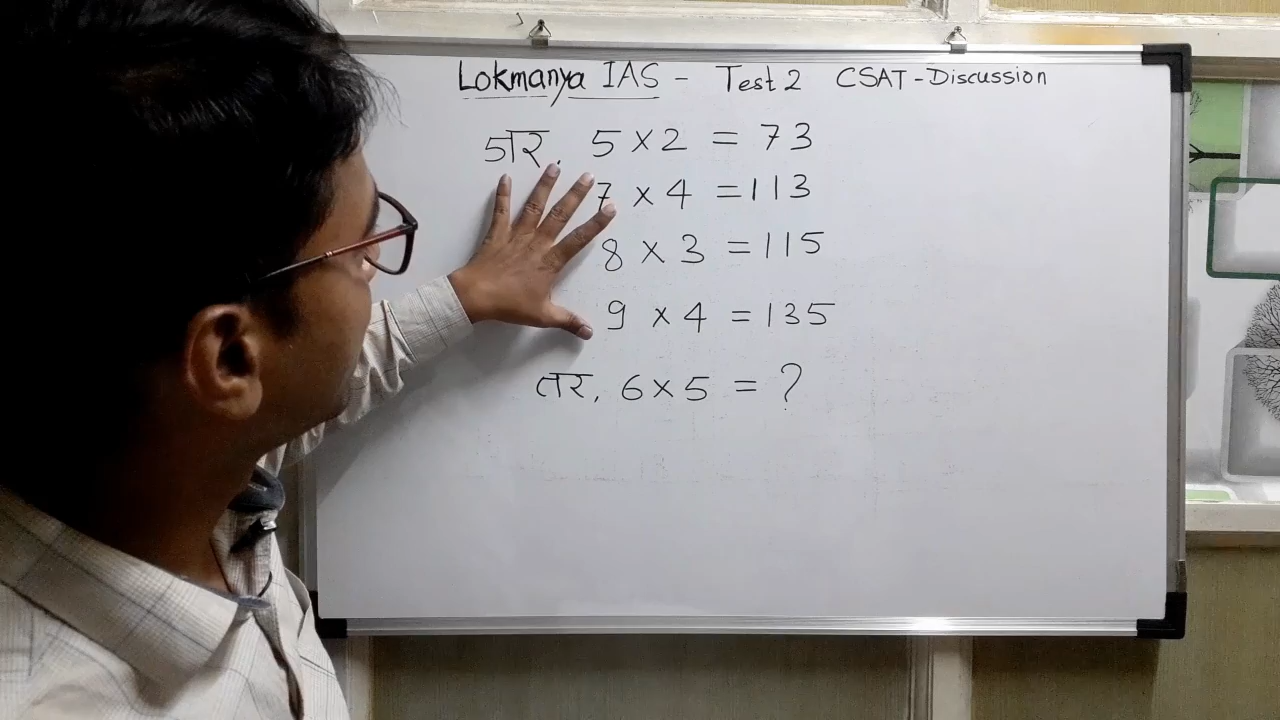 Lokmanya IAS - Test 2 CSAT - Discussion
जर, 5 × 2 = 73
7 × 4 = 113
8 × 3 = 115
9 × 4 = 135
तर, 6 × 5 = ?